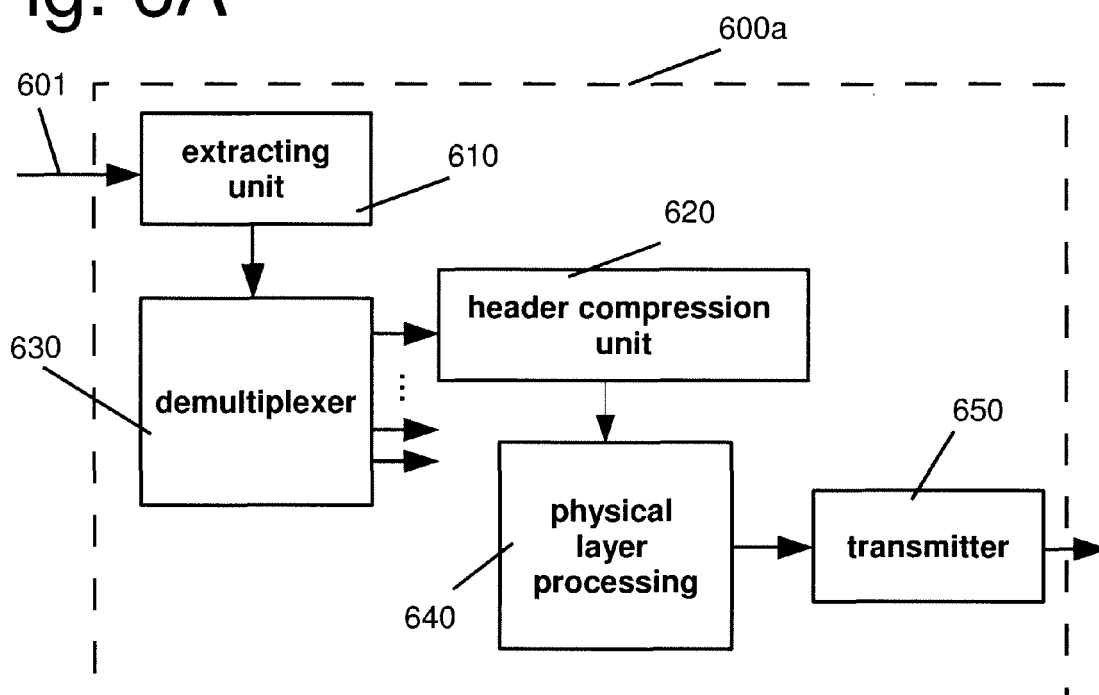 600a
601
extracting
unit
610
620
header compression
unit
630
demultiplexer
650
physical
layer
processing
transmitter
640